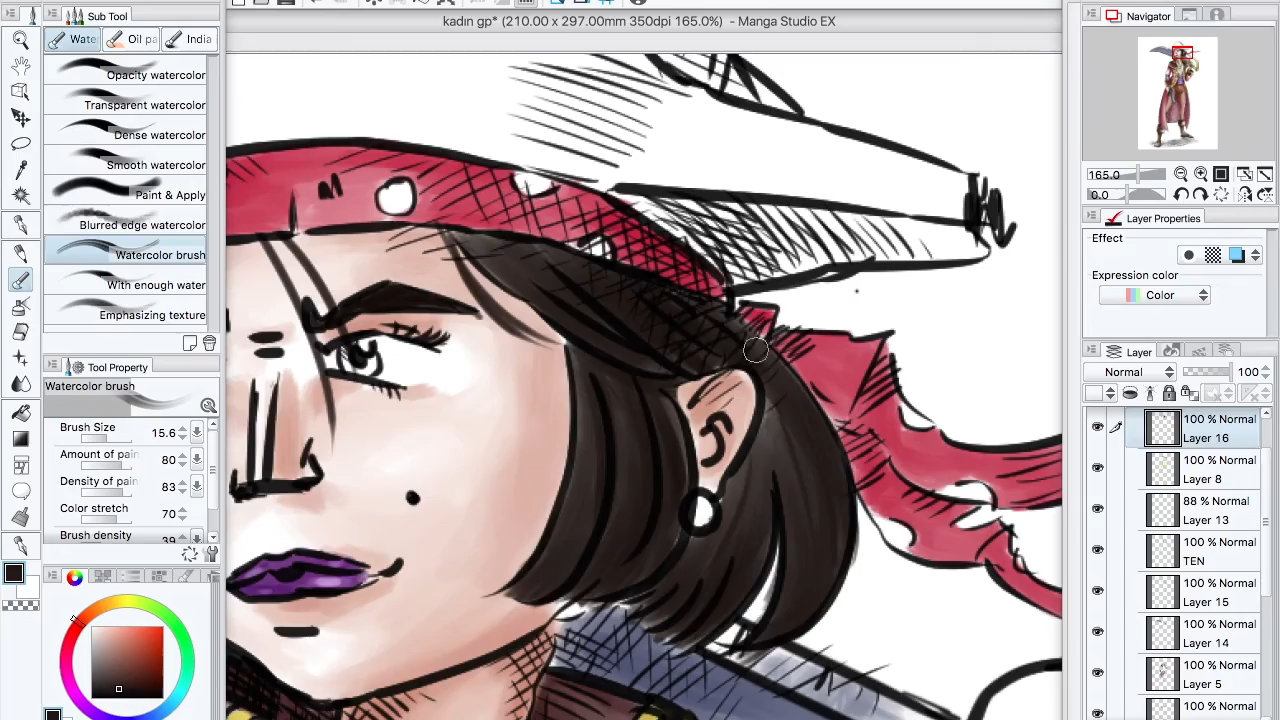 kadın gp* (210.00 x 297.00mm 350dpi 165.0%) - Manga Studio EX
Sub Tool
Wate
Oil pa
India
Opacity watercolor
Transparent watercolor
Dense watercolor
Smooth watercolor
Paint & Apply
Blurred edge watercolor
Watercolor brush
With enough water
Emphasizing texture
Tool Property
Watercolor brush
Brush Size 15.6
Amount of pain 80
Density of pain 83
Color stretch 70
Brush density 39
Navigator
165.0
0.0
Layer Properties
Effect
Expression color
Color
Layer
Normal 100
100 % Normal
Layer 16
100 % Normal
Layer 8
88 % Normal
Layer 13
100 % Normal
TEN
100 % Normal
Layer 15
100 % Normal
Layer 14
100 % Normal
Layer 5
100 % Normal